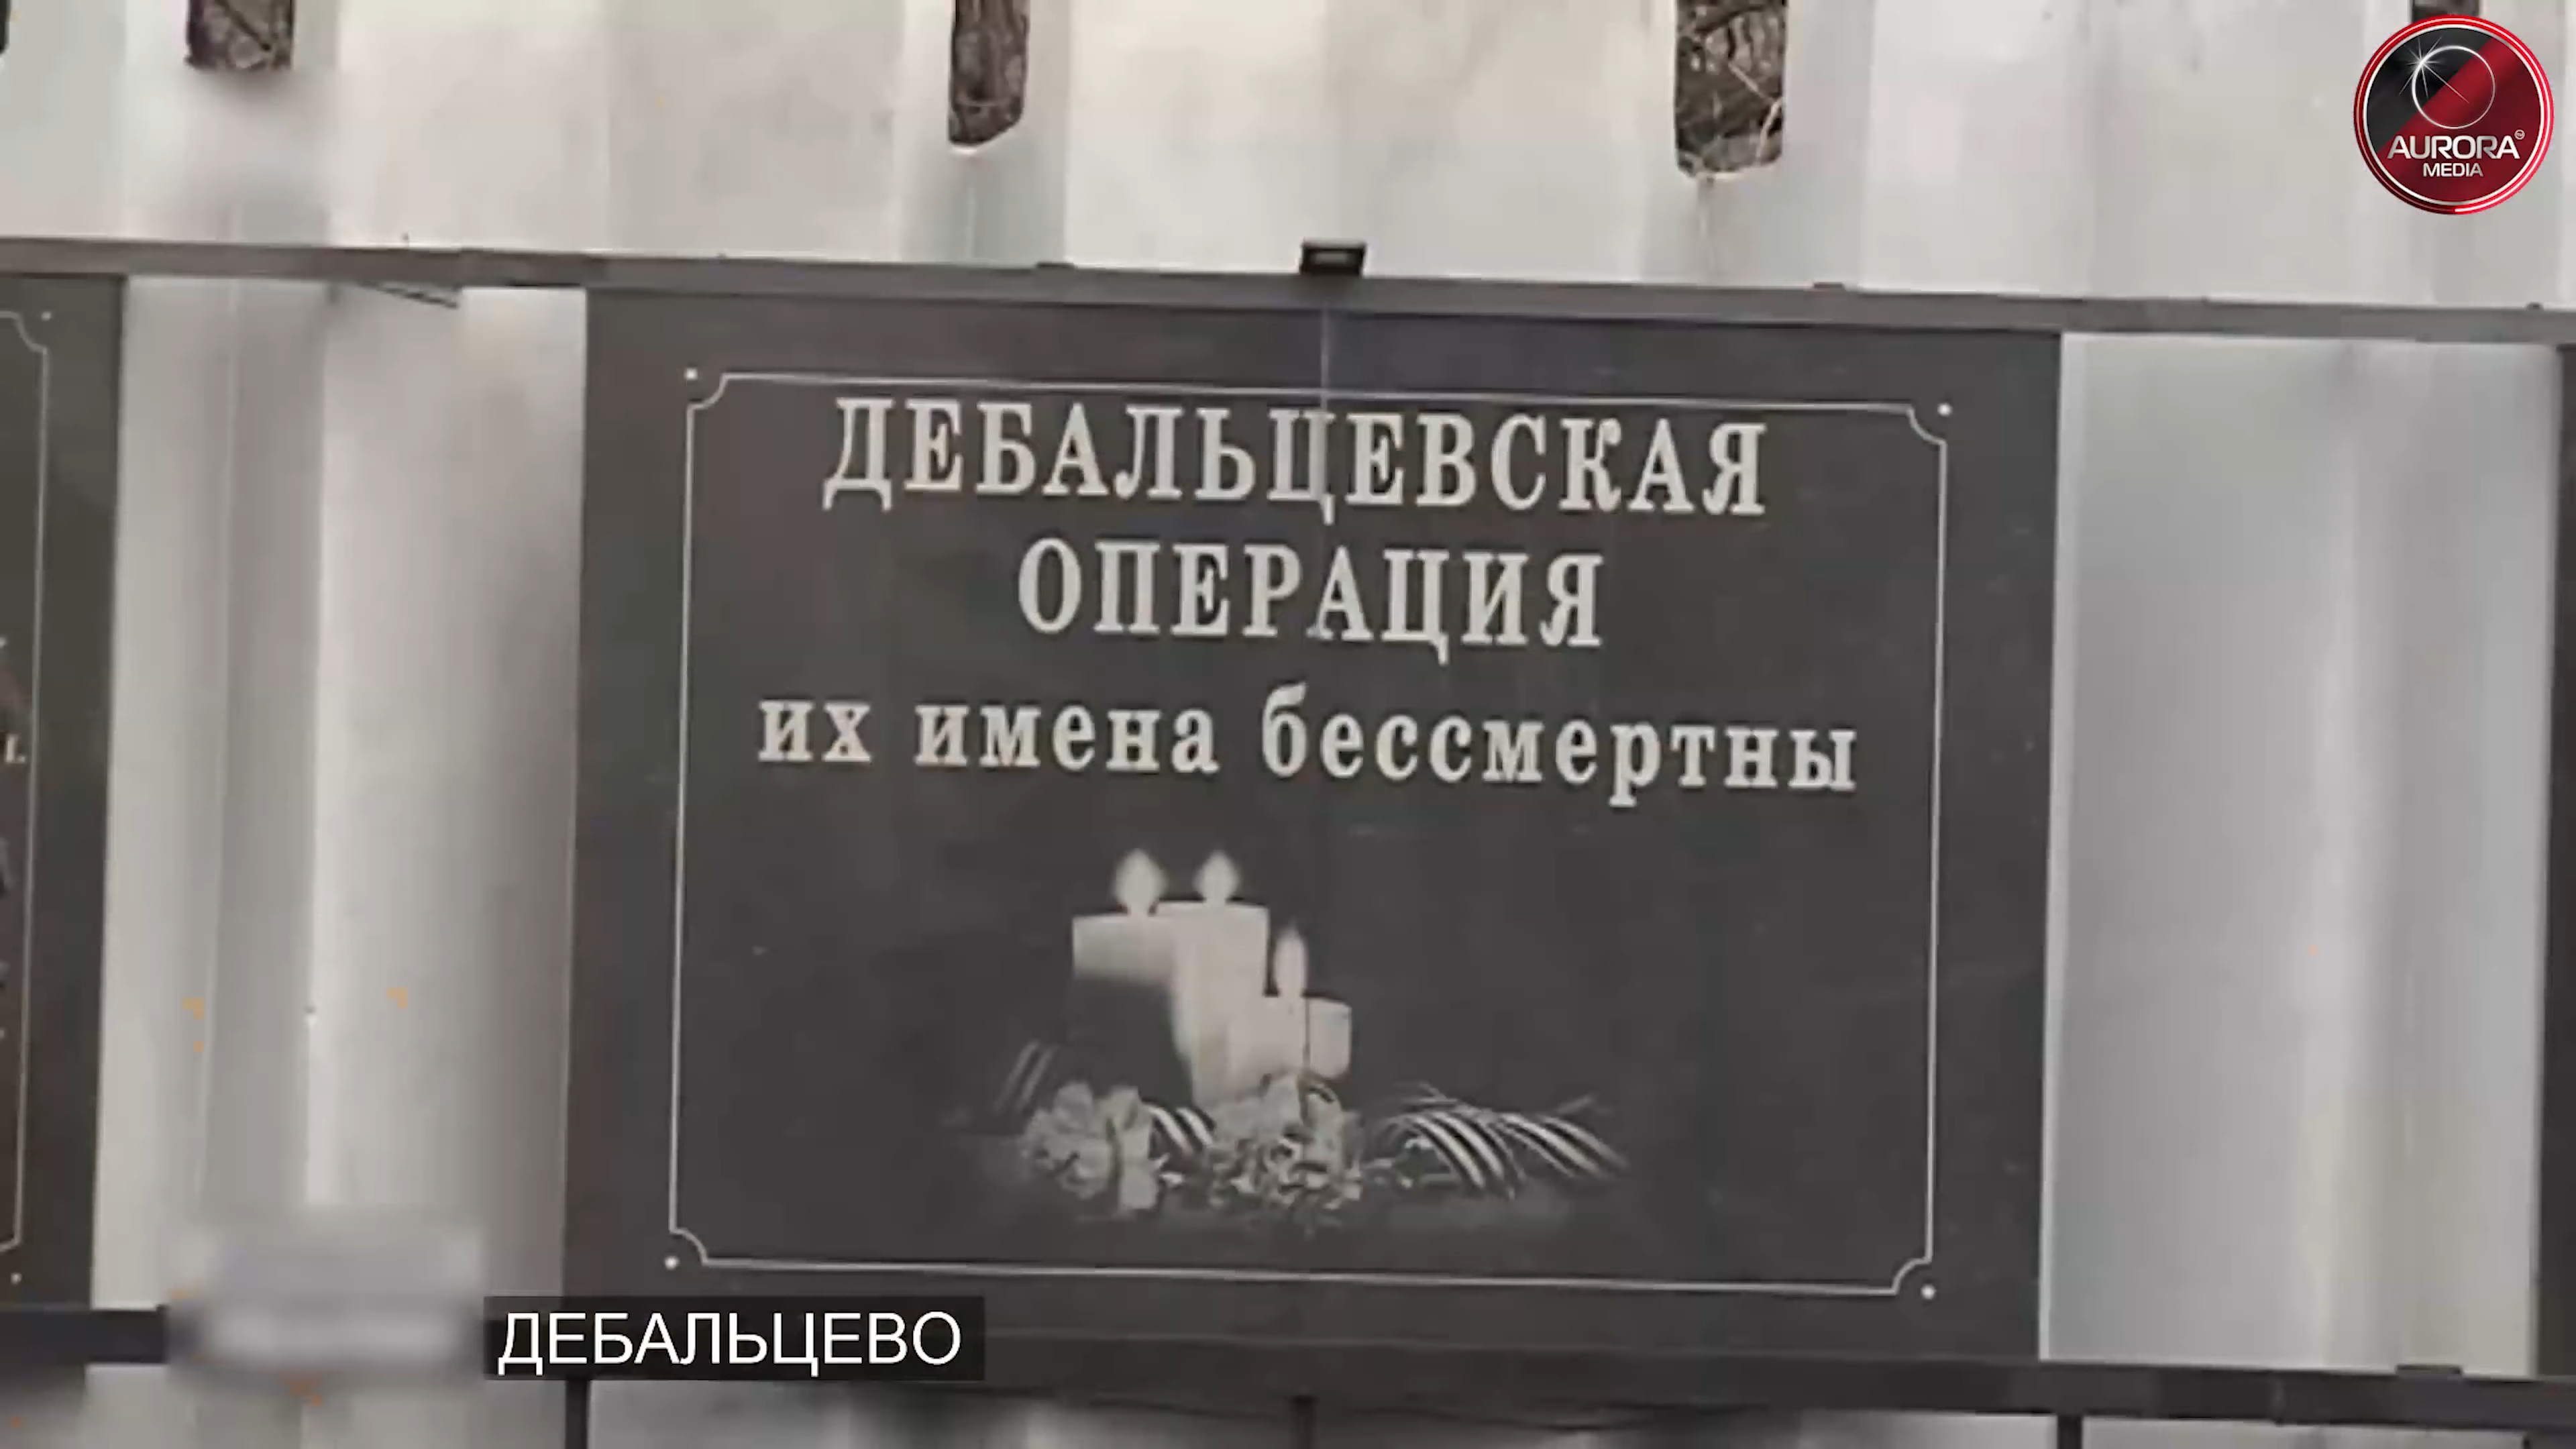 AURORA
MEDIA
ДЕБАЛЬЦЕВСКАЯ
ОПЕРАЦИЯ
их имена бессмертны
ДЕБАЛЬЦЕВО